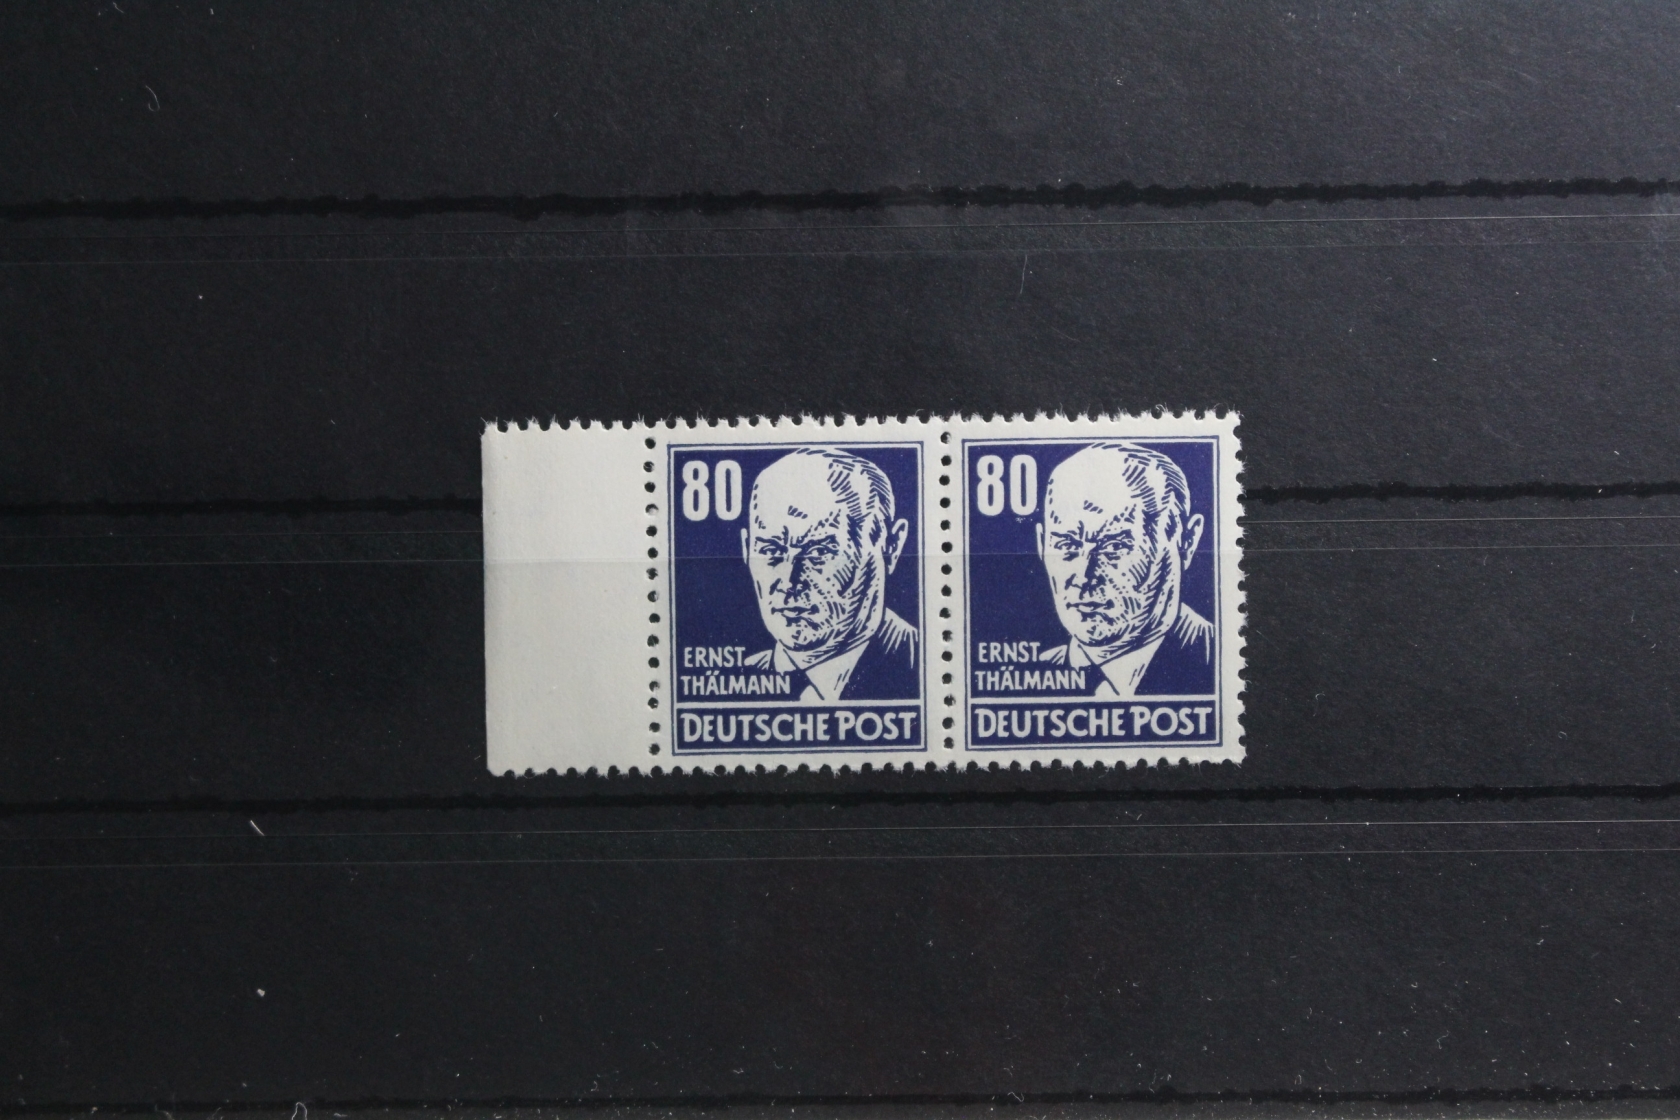 80
ERNST
THÄLMANN
DEUTSCHE POST
80
ERNST
THÄLMANN
DEUTSCHE POST